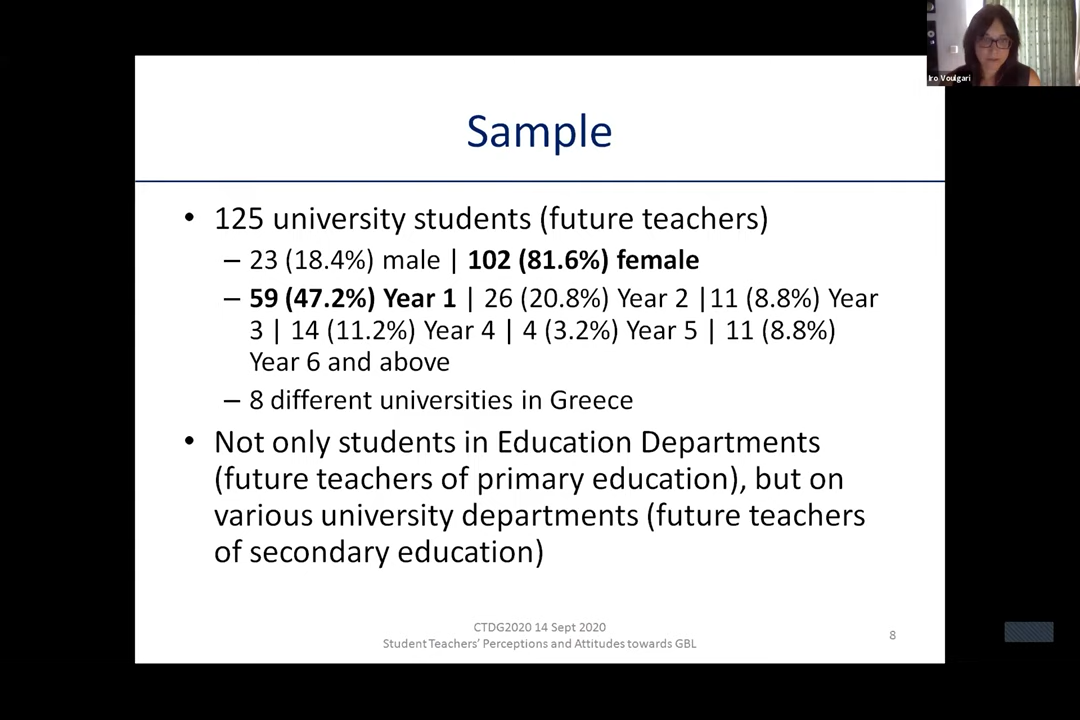 Iro Voulgari
Sample
• 125 university students (future teachers)
– 23 (18.4%) male | 102 (81.6%) female
– 59 (47.2%) Year 1 | 26 (20.8%) Year 2 |11 (8.8%) Year
3 | 14 (11.2%) Year 4 | 4 (3.2%) Year 5 | 11 (8.8%)
Year 6 and above
– 8 different universities in Greece
• Not only students in Education Departments
(future teachers of primary education), but on
various university departments (future teachers
of secondary education)
CTDG2020 14 Sept 2020
Student Teachers’ Perceptions and Attitudes towards GBL
8